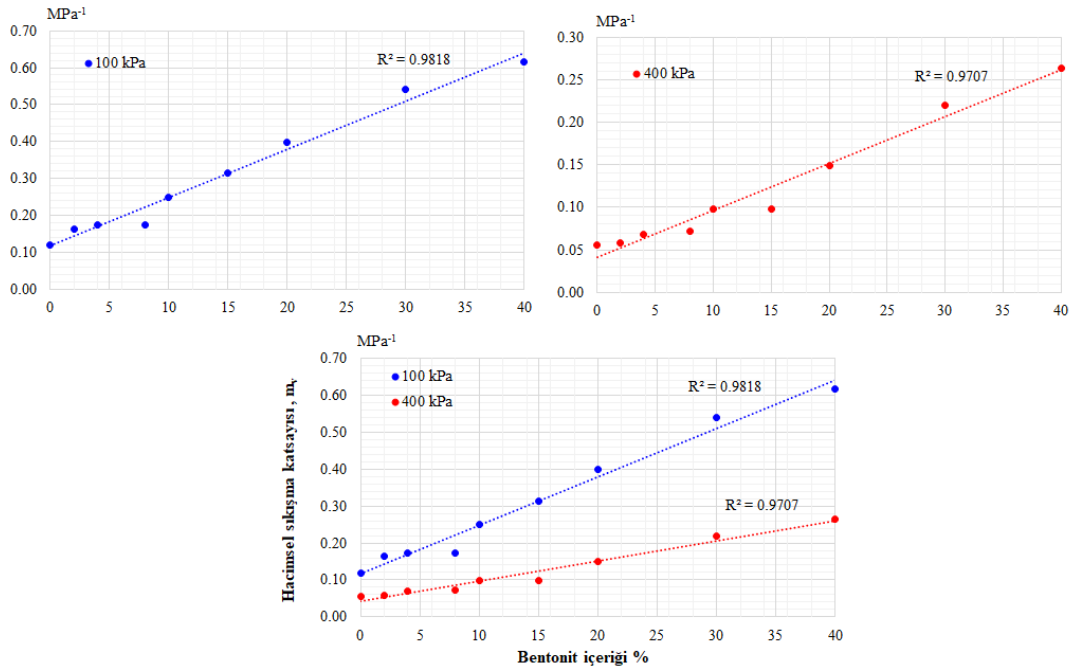 MPa⁻¹
0.70
0.60
0.50
0.40
0.30
0.20
0.10
0.00
100 kPa
R² = 0.9818
0 5 10 15 20 25 30 35 40
MPa⁻¹
0.30
0.25
0.20
0.15
0.10
0.05
0.00
400 kPa
R² = 0.9707
0 5 10 15 20 25 30 35 40
MPa⁻¹
Hacimsel sıkışma katsayısı , mᵥ
0.70
0.60
0.50
0.40
0.30
0.20
0.10
0.00
100 kPa
400 kPa
R² = 0.9818
R² = 0.9707
0 5 10 15 20 25 30 35 40
Bentonit içeriği %